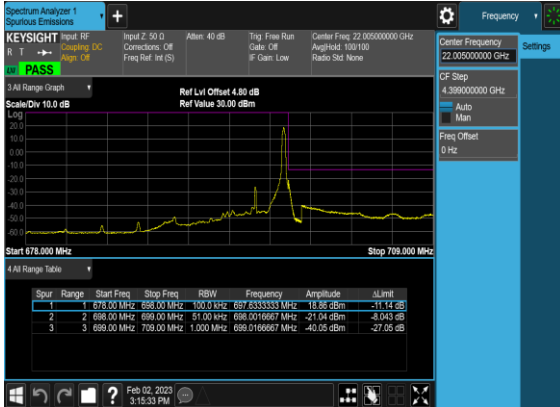 Spectrum Analyzer 1
Spurious Emissions
+
Frequency
KEYSIGHT
Input: RF
Coupling: DC
Align: Off
Input Z: 50 Ω
Corrections: Off
Freq Ref: Int (S)
Atten: 40 dB
Trig: Free Run
Gate: Off
IF Gain: Low
Center Freq: 22.005000000 GHz
Avg|Hold: 100/100
Radio Std: None
R T
LNI PASS
Center Frequency
22.005000000 GHz
Settings
CF Step
4.399000000 GHz
Auto
Man
Freq Offset
0 Hz
3 All Range Graph
Scale/Div 10.0 dB
Ref Lvl Offset 4.80 dB
Ref Value 30.00 dBm
Log
20.0
10.0
0.00
-10.0
-20.0
-30.0
-40.0
-50.0
-60.0
Start 678.000 MHz
Stop 709.000 MHz
4 All Range Table
Spur Range Start Freq Stop Freq RBW Frequency Amplitude ΔLimit
1 1 678.00 MHz 698.00 MHz 100.0 kHz 697.6333333 MHz 18.86 dBm -11.14 dB
2 2 698.00 MHz 699.00 MHz 51.00 kHz 698.0016667 MHz -21.04 dBm -8.043 dB
3 3 699.00 MHz 709.00 MHz 1.000 MHz 699.0166667 MHz -40.05 dBm -27.05 dB
?
Feb 02, 2023
3:15:33 PM